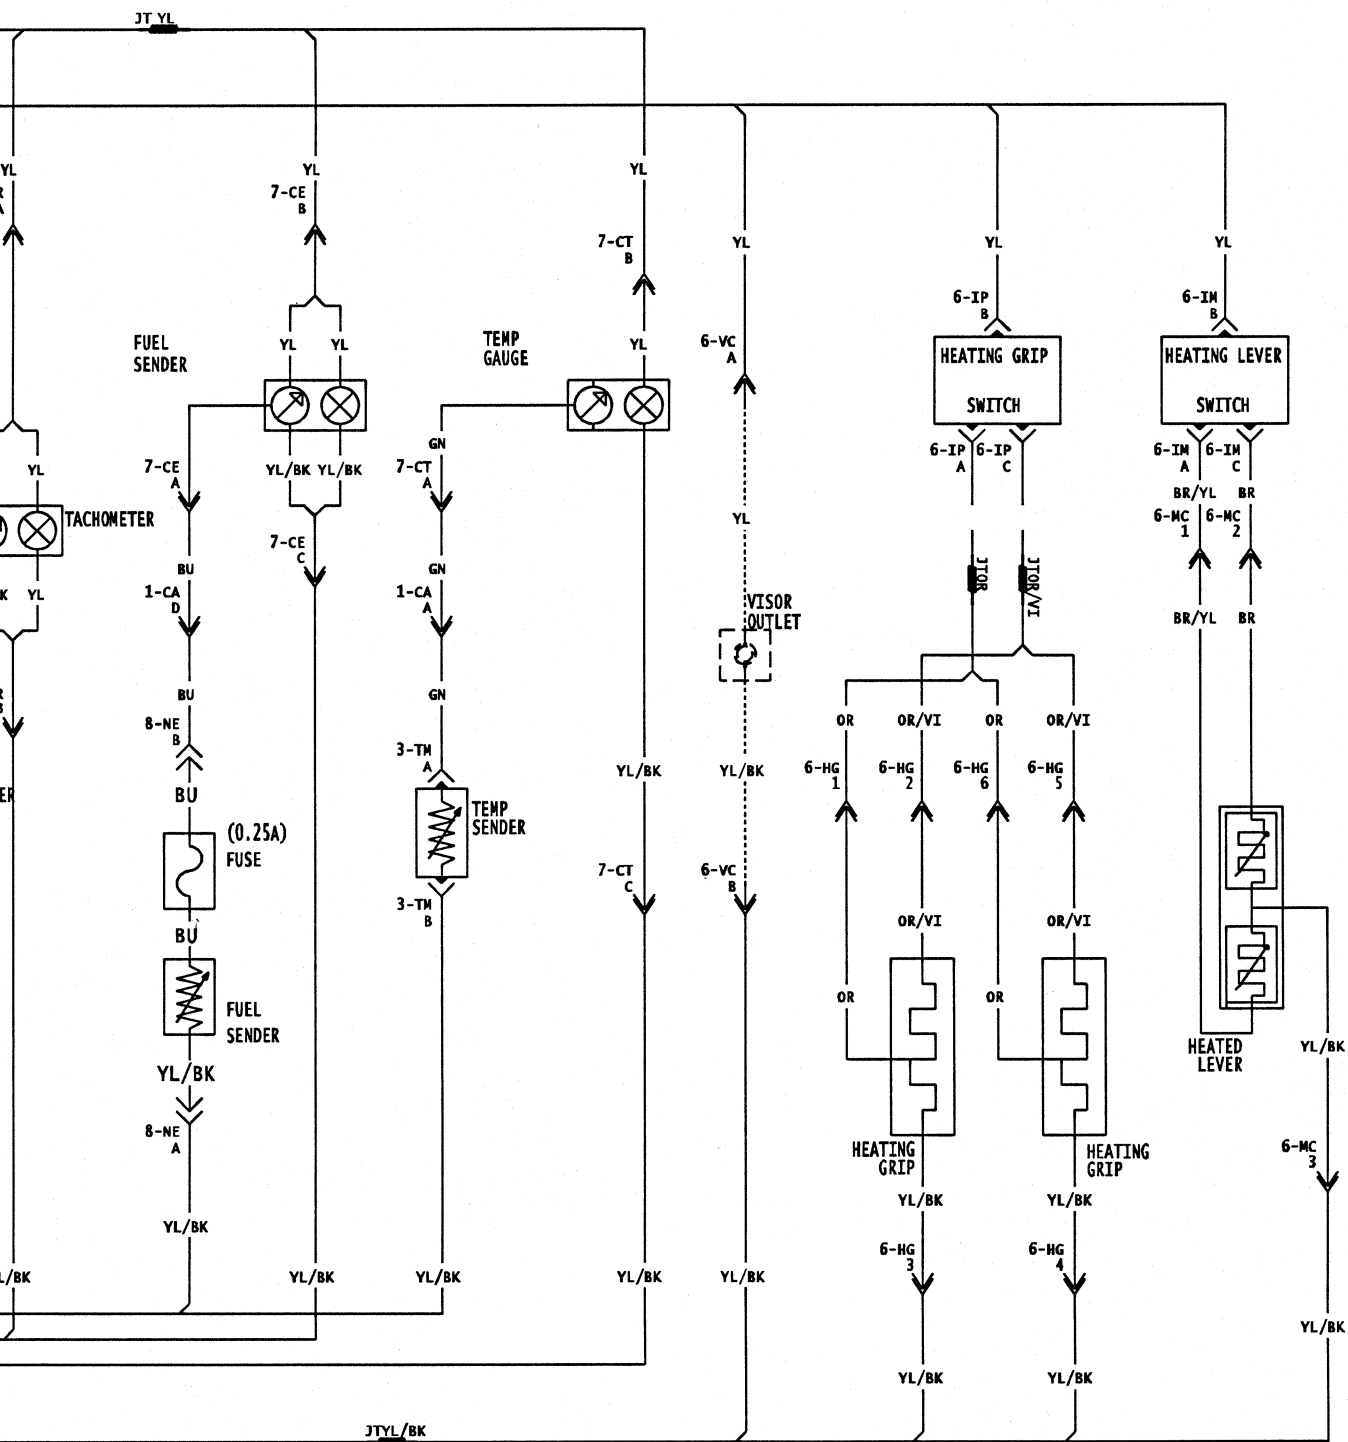 JT YL
YL
YL
YL
7-CE
B
7-CT
B
YL
YL
YL
6-IP
B
6-IM
B
FUEL
SENDER
YL
YL
TEMP
GAUGE
YL
6-VC
A
HEATING GRIP
SWITCH
HEATING LEVER
SWITCH
GN
YL
7-CE
A
YL/BK
YL/BK
7-CT
A
6-IP
A
6-IP
C
6-IM
A
6-IM
C
BR/YL
BR
TACHOMETER
YL
6-MC
1
6-MC
2
7-CE
C
BU
GN
JTOR
JTOR/VI
YL
1-CA
D
1-CA
A
VISOR
OUTLET
BR/YL
BR
BU
GN
8-NE
B
OR
OR/VI
OR
OR/VI
3-TM
A
YL/BK
YL/BK
6-HG
1
6-HG
2
6-HG
6
6-HG
5
BU
TEMP
SENDER
(0.25A)
FUSE
7-CT
C
6-VC
B
3-TM
B
BU
OR/VI
OR/VI
OR
OR
FUEL
SENDER
HEATED
LEVER
YL/BK
YL/BK
8-NE
A
HEATING
GRIP
HEATING
GRIP
6-MC
3
YL/BK
YL/BK
YL/BK
6-HG
3
6-HG
4
YL/BK
YL/BK
YL/BK
YL/BK
YL/BK
YL/BK
YL/BK
YL/BK
JTYL/BK